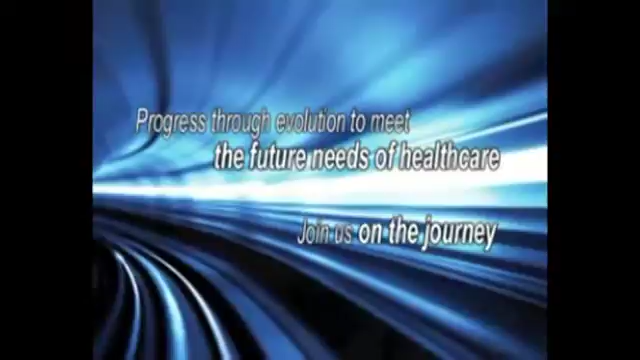 Progress through evolution to meet
the future needs of healthcare
Join us on the journey